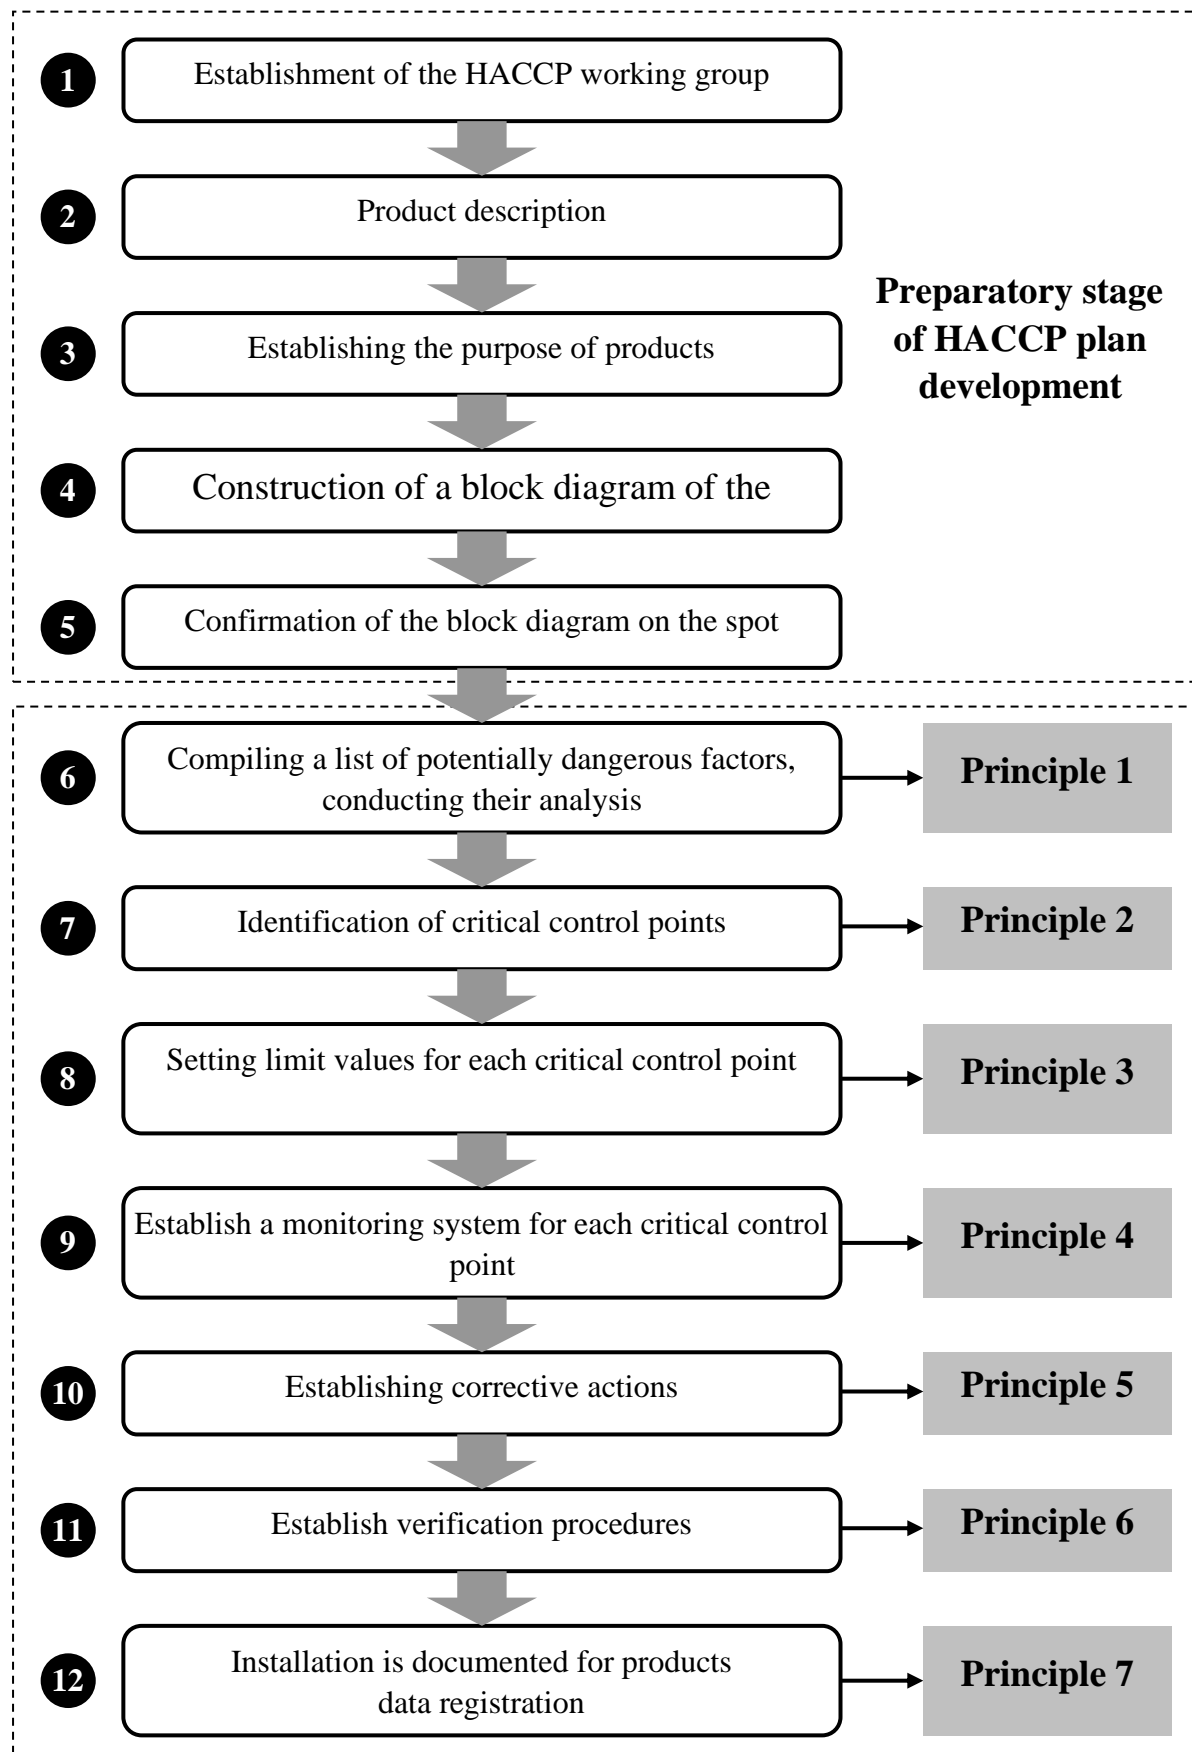 1
Establishment of the HACCP working group
2
Product description
3
Establishing the purpose of products
Preparatory stage
of HACCP plan
development
4
Construction of a block diagram of the
5
Confirmation of the block diagram on the spot
6
Compiling a list of potentially dangerous factors,
conducting their analysis
Principle 1
7
Identification of critical control points
Principle 2
8
Setting limit values for each critical control point
Principle 3
9
Establish a monitoring system for each critical control
point
Principle 4
10
Establishing corrective actions
Principle 5
11
Establish verification procedures
Principle 6
12
Installation is documented for products
data registration
Principle 7